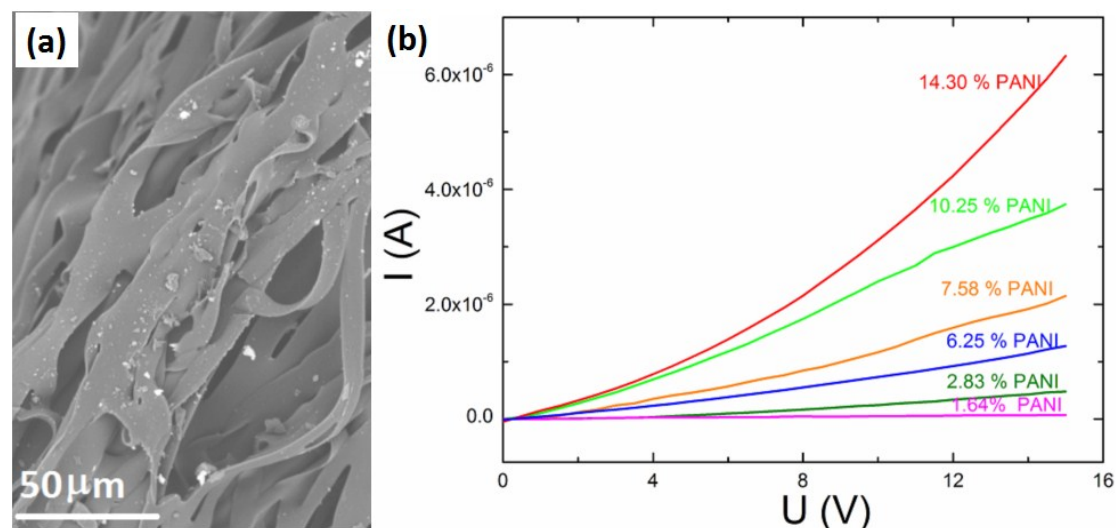 (a)
50μm
(b)
I (A)
6.0x10⁻⁶
4.0x10⁻⁶
2.0x10⁻⁶
0.0
14.30 % PANI
10.25 % PANI
7.58 % PANI
6.25 % PANI
2.83 % PANI
1.64% PANI
0 4 8 12 16
U (V)